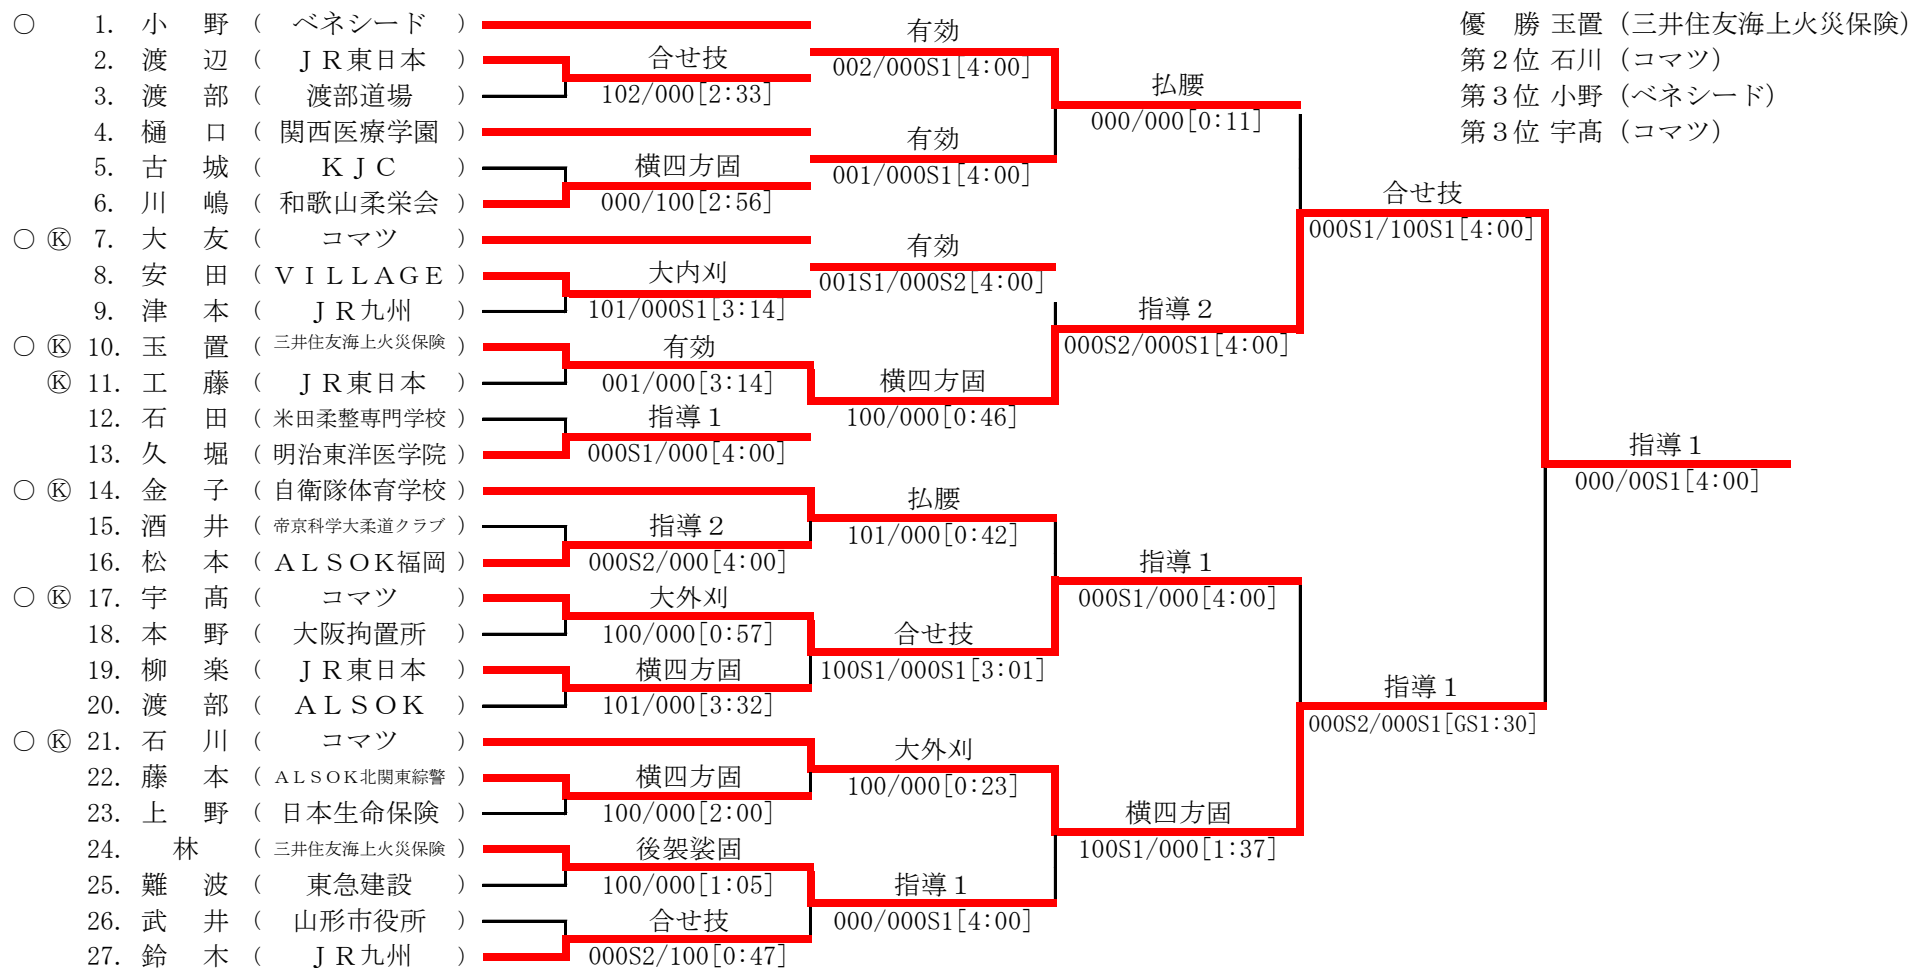 ○ 1. 小 野 ( ベネシード )
2. 渡 辺 ( ＪＲ東日本 )
3. 渡 部 ( 渡部道場 )
4. 樋 口 ( 関西医療学園 )
5. 古 城 ( ＫＪＣ )
6. 川 嶋 ( 和歌山柔栄会 )
○ Ⓚ 7. 大 友 ( コマツ )
8. 安 田 ( ＶＩＬＬＡＧＥ )
9. 津 本 ( ＪＲ九州 )
○ Ⓚ 10. 玉 置 ( 三井住友海上火災保険 )
Ⓚ 11. 工 藤 ( ＪＲ東日本 )
12. 石 田 ( 米田柔整専門学校 )
13. 久 堀 ( 明治東洋医学院 )
○ Ⓚ 14. 金 子 ( 自衛隊体育学校 )
15. 酒 井 ( 帝京科学大柔道クラブ )
16. 松 本 ( ＡＬＳＯＫ福岡 )
○ Ⓚ 17. 宇 髙 ( コマツ )
18. 本 野 ( 大阪拘置所 )
19. 柳 楽 ( ＪＲ東日本 )
20. 渡 部 ( ＡＬＳＯＫ )
○ Ⓚ 21. 石 川 ( コマツ )
22. 藤 本 ( ＡＬＳＯＫ北関東綜警 )
23. 上 野 ( 日本生命保険 )
24. 林 ( 三井住友海上火災保険 )
25. 難 波 ( 東急建設 )
26. 武 井 ( 山形市役所 )
27. 鈴 木 ( ＪＲ九州 )
合せ技
102/000[2:33]
横四方固
000/100[2:56]
大内刈
101/000S1[3:14]
有効
001/000[3:14]
指導１
000S1/000[4:00]
指導２
000S2/000[4:00]
大外刈
100/000[0:57]
横四方固
101/000[3:32]
横四方固
100/000[2:00]
後袈裟固
100/000[1:05]
合せ技
000S2/100[0:47]
有効
002/000S1[4:00]
有効
001/000S1[4:00]
有効
001S1/000S2[4:00]
横四方固
100/000[0:46]
払腰
101/000[0:42]
合せ技
100S1/000S1[3:01]
大外刈
100/000[0:23]
指導１
000/000S1[4:00]
払腰
000/000[0:11]
指導２
000S2/000S1[4:00]
指導１
000S1/000[4:00]
横四方固
100S1/000[1:37]
合せ技
000S1/100S1[4:00]
指導１
000S2/000S1[GS1:30]
指導１
000/00S1[4:00]
優 勝 玉置（三井住友海上火災保険）
第２位 石川（コマツ）
第３位 小野（ベネシード）
第３位 宇髙（コマツ）